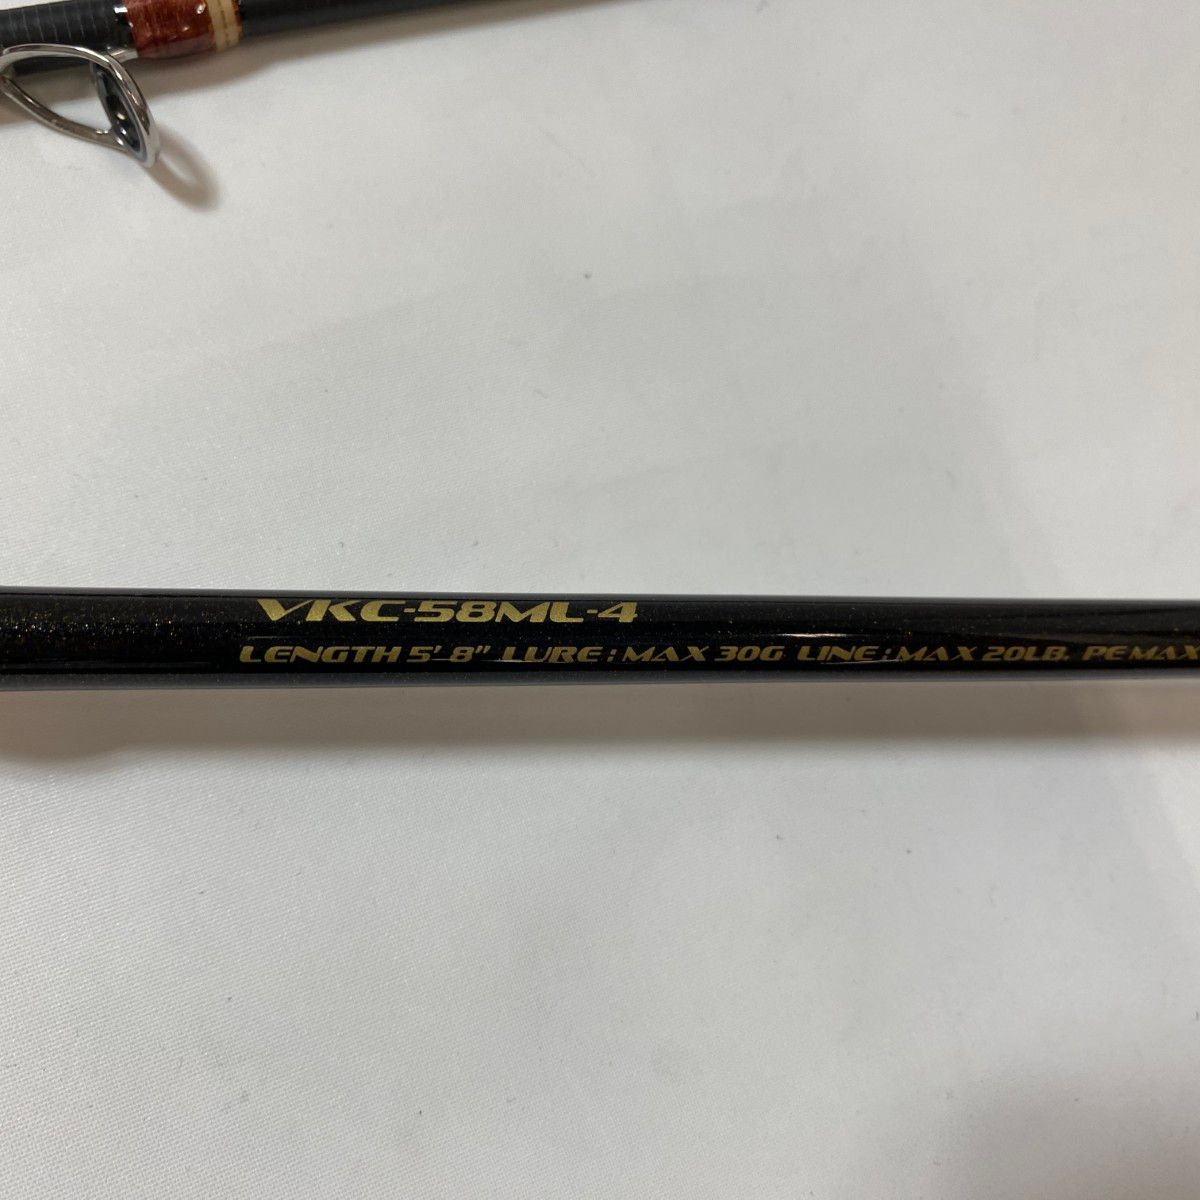 VKC-58ML-4
LENGTH 5' 8" LURE : MAX 30G LINE : MAX 20LB. PE MAX